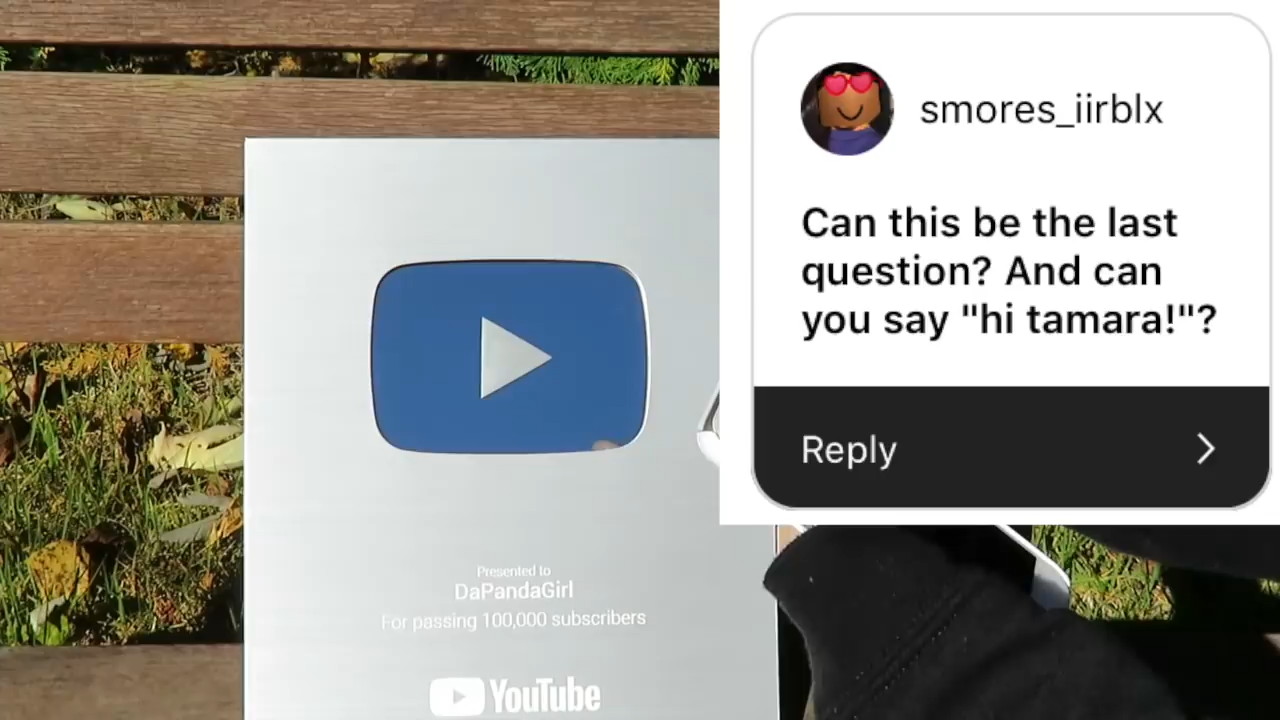 Presented to
DaPandaGirl
For passing 100,000 subscribers
YouTube
smores_iirblx
Can this be the last
question? And can
you say "hi tamara!"?
Reply